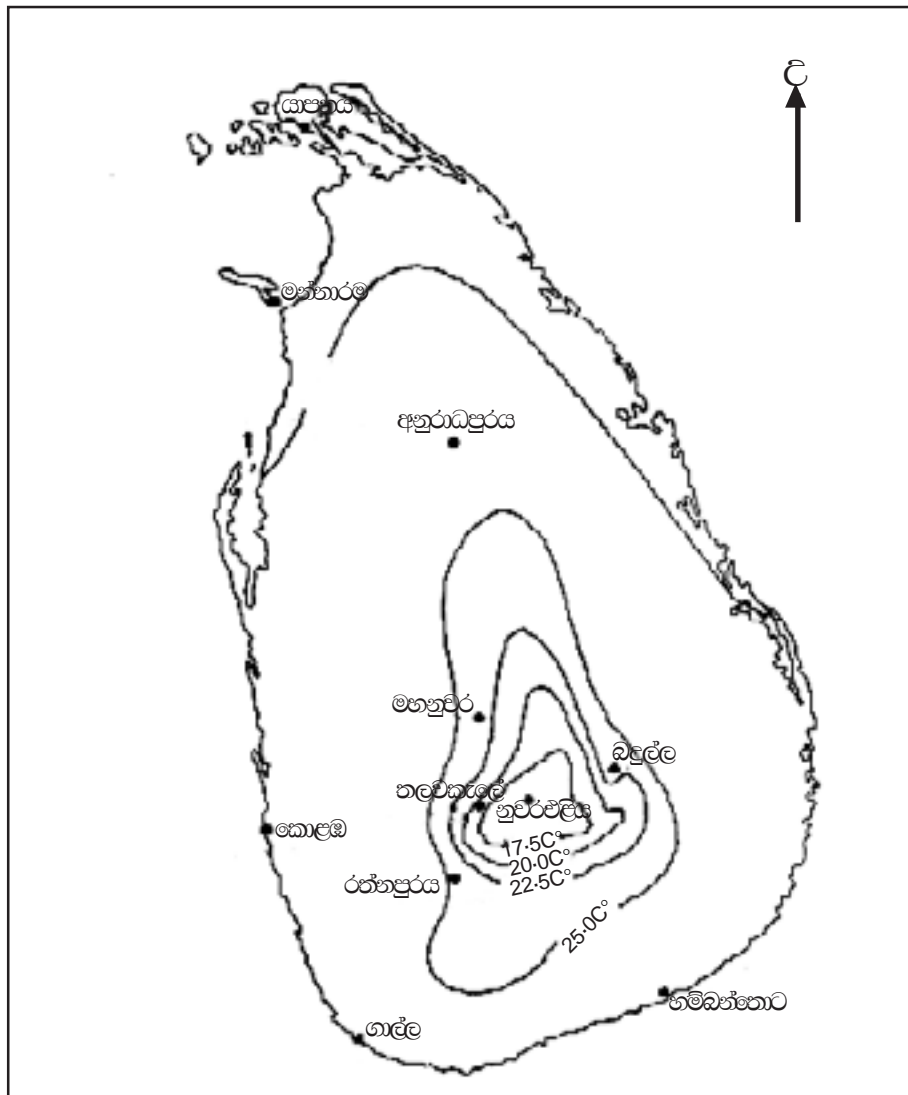 උ
යාපනය
මන්නාරම
අනුරාධපුරය
මහනුවර
බදුල්ල
තලවකැලේ
නුවරඑළිය
කොළඹ
17·5C°
20·0C°
22·5C°
රත්නපුරය
25·0C°
හම්බන්තොට
ගාල්ල